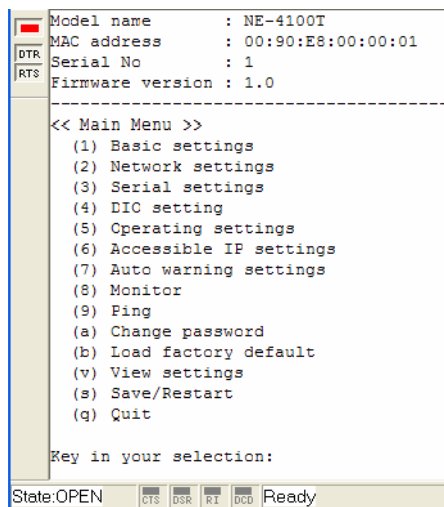 Model name : NE-4100T
MAC address : 00:90:E8:00:00:01
Serial No : 1
Firmware version : 1.0
-----------------------------------------
<< Main Menu >>
(1) Basic settings
(2) Network settings
(3) Serial settings
(4) DIO setting
(5) Operating settings
(6) Accessible IP settings
(7) Auto warning settings
(8) Monitor
(9) Ping
(a) Change password
(b) Load factory default
(v) View settings
(s) Save/Restart
(q) Quit
Key in your selection:
DTR
RTS
State:OPEN CTS DSR RI DCD Ready